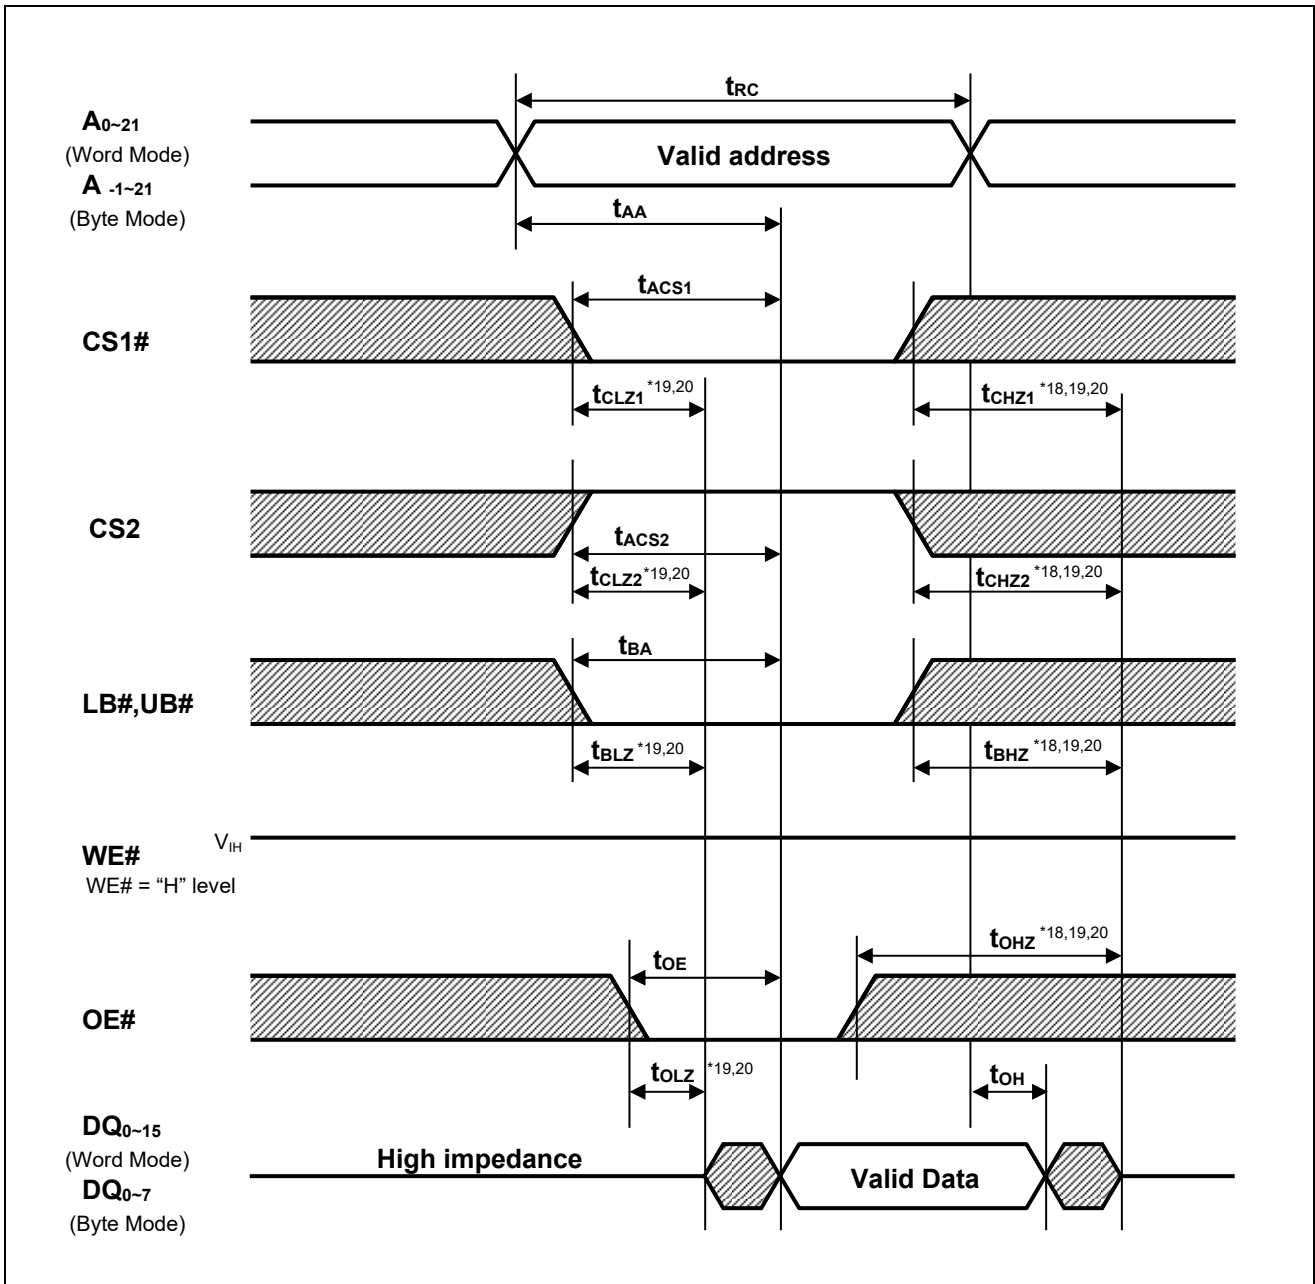 tRC
A0~21
(Word Mode)
A -1~21
(Byte Mode)
Valid address
tAA
tACS1
CS1#
tCLZ1 *19,20
tCHZ1 *18,19,20
CS2
tACS2
tCLZ2 *19,20
tCHZ2 *18,19,20
tBA
LB#,UB#
tBLZ *19,20
tBHZ *18,19,20
WE#
VIH
WE# = “H” level
tOHZ *18,19,20
tOE
OE#
tOLZ *19,20
tOH
DQ0~15
(Word Mode)
DQ0~7
(Byte Mode)
High impedance
Valid Data